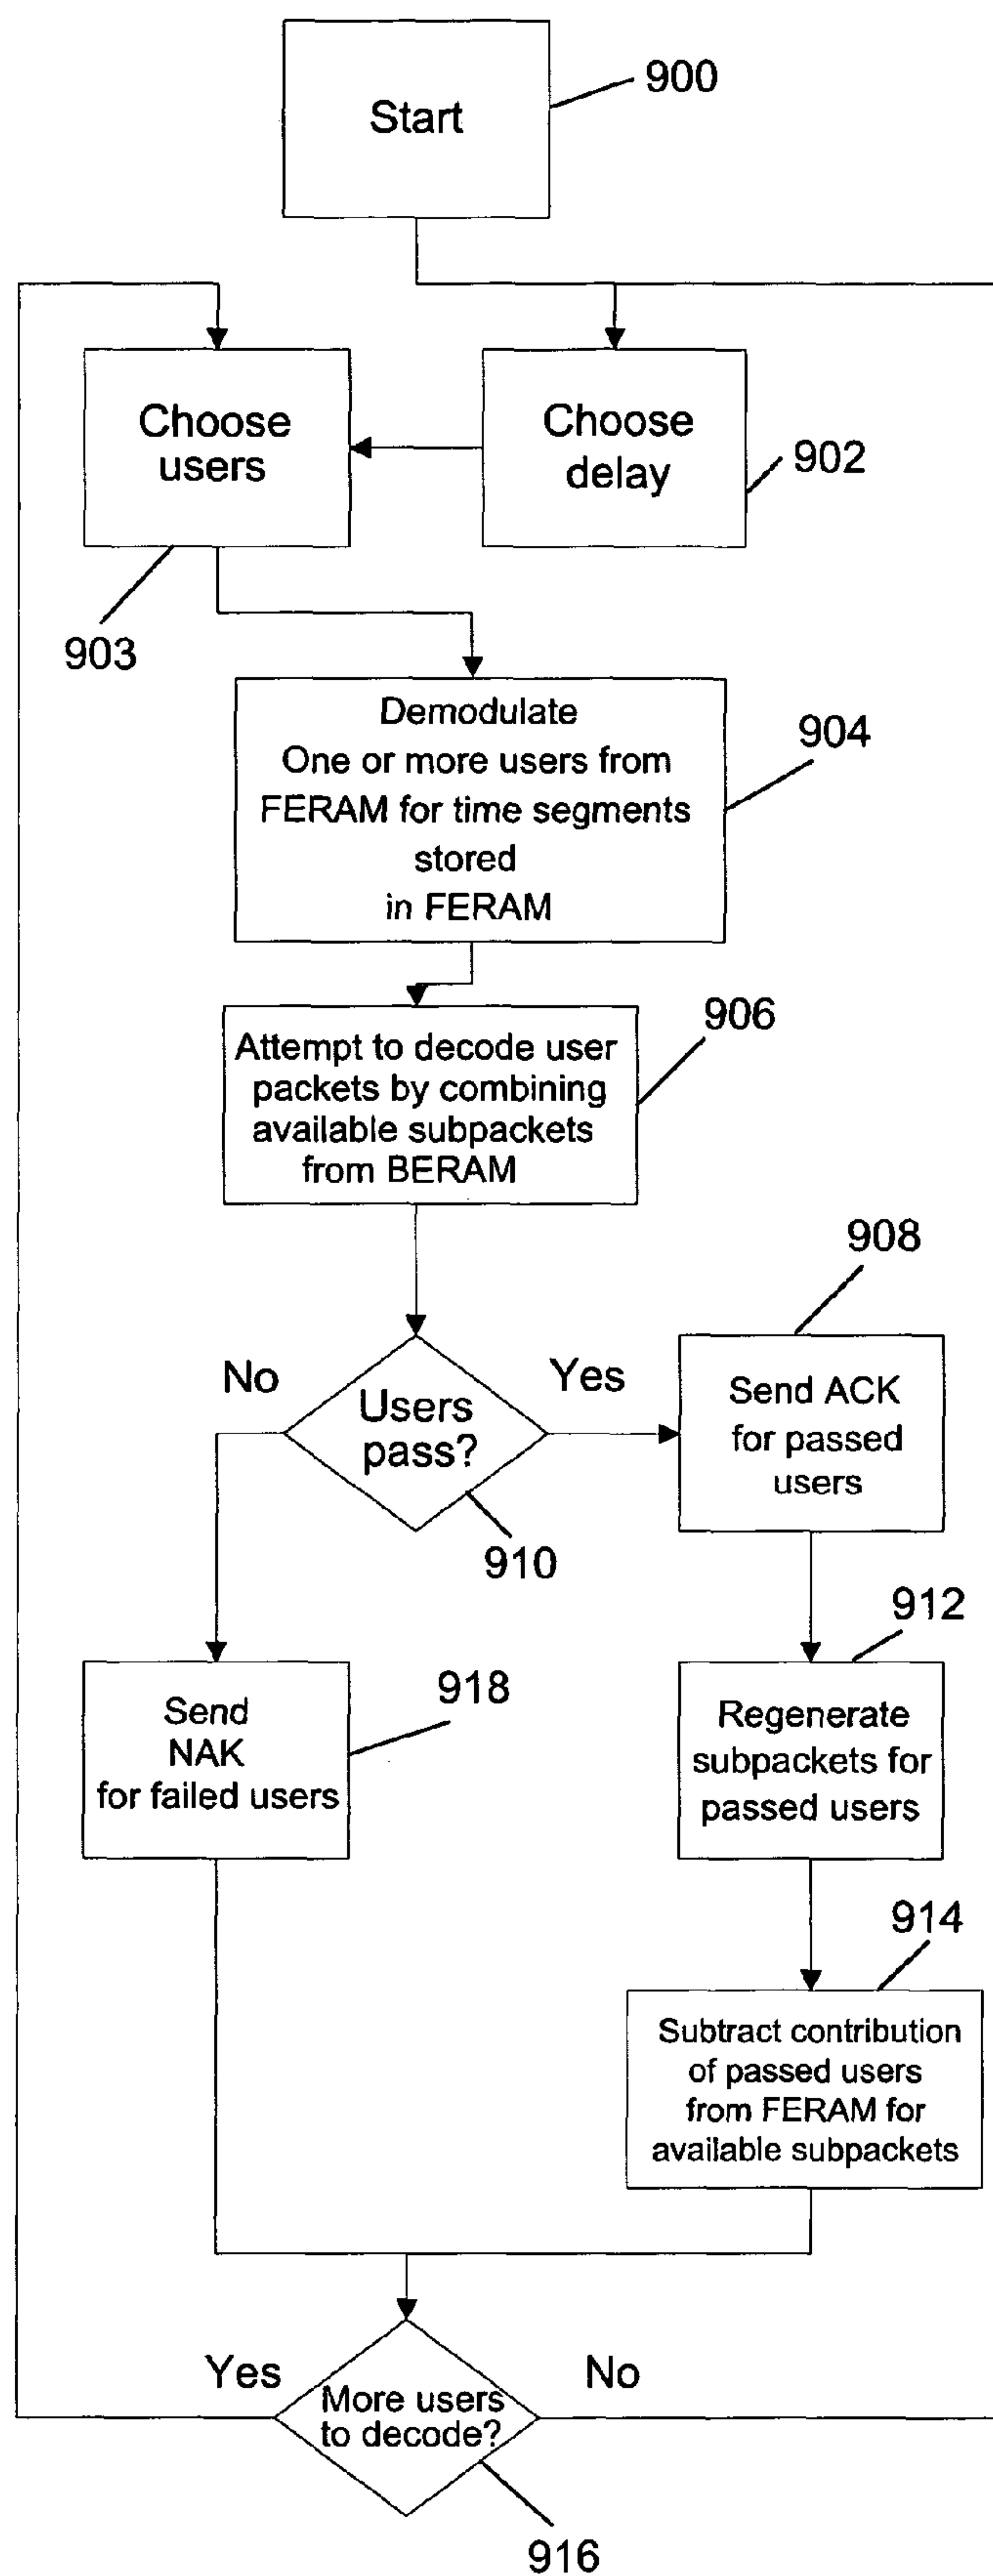 Start
900
Choose
users
903
Choose
delay
902
Demodulate
One or more users from
FERAM for time segments
stored
in FERAM
904
Attempt to decode user
packets by combining
available subpackets
from BERAM
906
No
Users
pass?
Yes
910
908
Send ACK
for passed
users
912
Regenerate
subpackets for
passed users
Send
NAK
for failed users
918
914
Subtract contribution
of passed users
from FERAM for
available subpackets
Yes
More users
to decode?
No
916